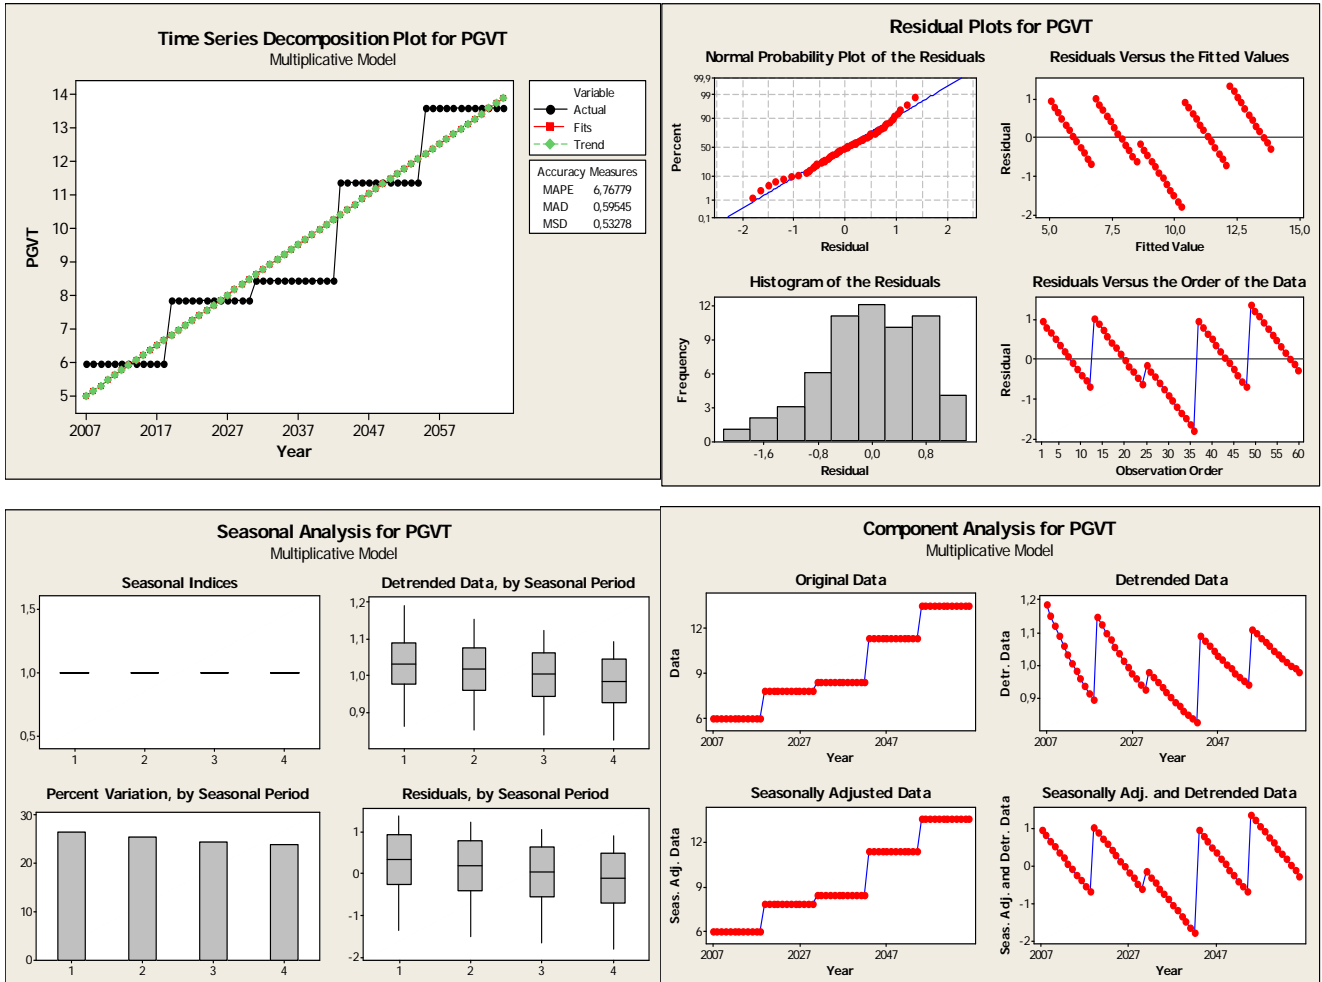 Time Series Decomposition Plot for PGVT
Multiplicative Model
14
13
12
11
10
9
8
7
6
5
PGVT
2007 2017 2027 2037 2047 2057
Year
Variable
Actual
Fits
Trend
Accuracy Measures
MAPE 6,76779
MAD 0,59545
MSD 0,53278
Residual Plots for PGVT
Normal Probability Plot of the Residuals
99,9
99
90
50
10
1
0,1
Percent
-2 -1 0 1 2
Residual
Residuals Versus the Fitted Values
1
0
-1
-2
Residual
5,0 7,5 10,0 12,5 15,0
Fitted Value
Histogram of the Residuals
12
9
6
3
0
Frequency
-1,6 -0,8 0,0 0,8
Residual
Residuals Versus the Order of the Data
1
0
-1
-2
Residual
1 5 10 15 20 25 30 35 40 45 50 55 60
Observation Order
Seasonal Analysis for PGVT
Multiplicative Model
Seasonal Indices
1,5
1,0
0,5
1 2 3 4
Detrended Data, by Seasonal Period
1,2
1,1
1,0
0,9
1 2 3 4
Percent Variation, by Seasonal Period
30
20
10
0
1 2 3 4
Residuals, by Seasonal Period
1
0
-1
-2
1 2 3 4
Component Analysis for PGVT
Multiplicative Model
Original Data
12
9
6
Data
2007 2027 2047
Year
Detrended Data
1,2
1,1
1,0
0,9
Detr. Data
2007 2027 2047
Year
Seasonally Adjusted Data
12
9
6
Seas. Adj. Data
2007 2027 2047
Year
Seasonally Adj. and Detrended Data
1
0
-1
-2
Seas. Adj. and Detr. Data
2007 2027 2047
Year